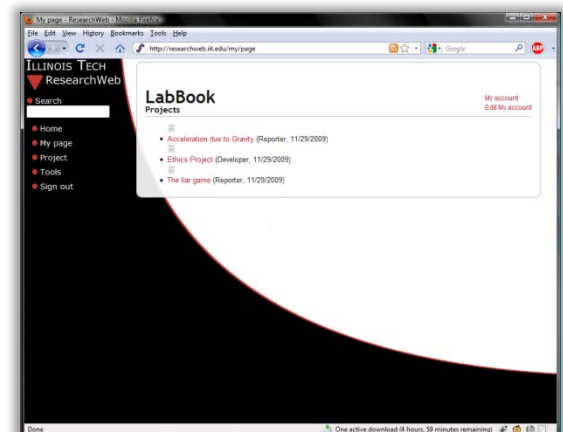 My page - ResearchWeb - Mozilla Firefox
File Edit View History Bookmarks Tools Help
http://researchweb.iit.edu/my/page
Google
ABP
ILLINOIS TECH
ResearchWeb
Search
Home
My page
Project
Tools
Sign out
LabBook
Projects
My account
Edit My account
Acceleration due to Gravity (Reporter, 11/29/2009)
Ethics Project (Developer, 11/29/2009)
The liar game (Reporter, 11/29/2009)
Done
One active download (4 hours, 59 minutes remaining)